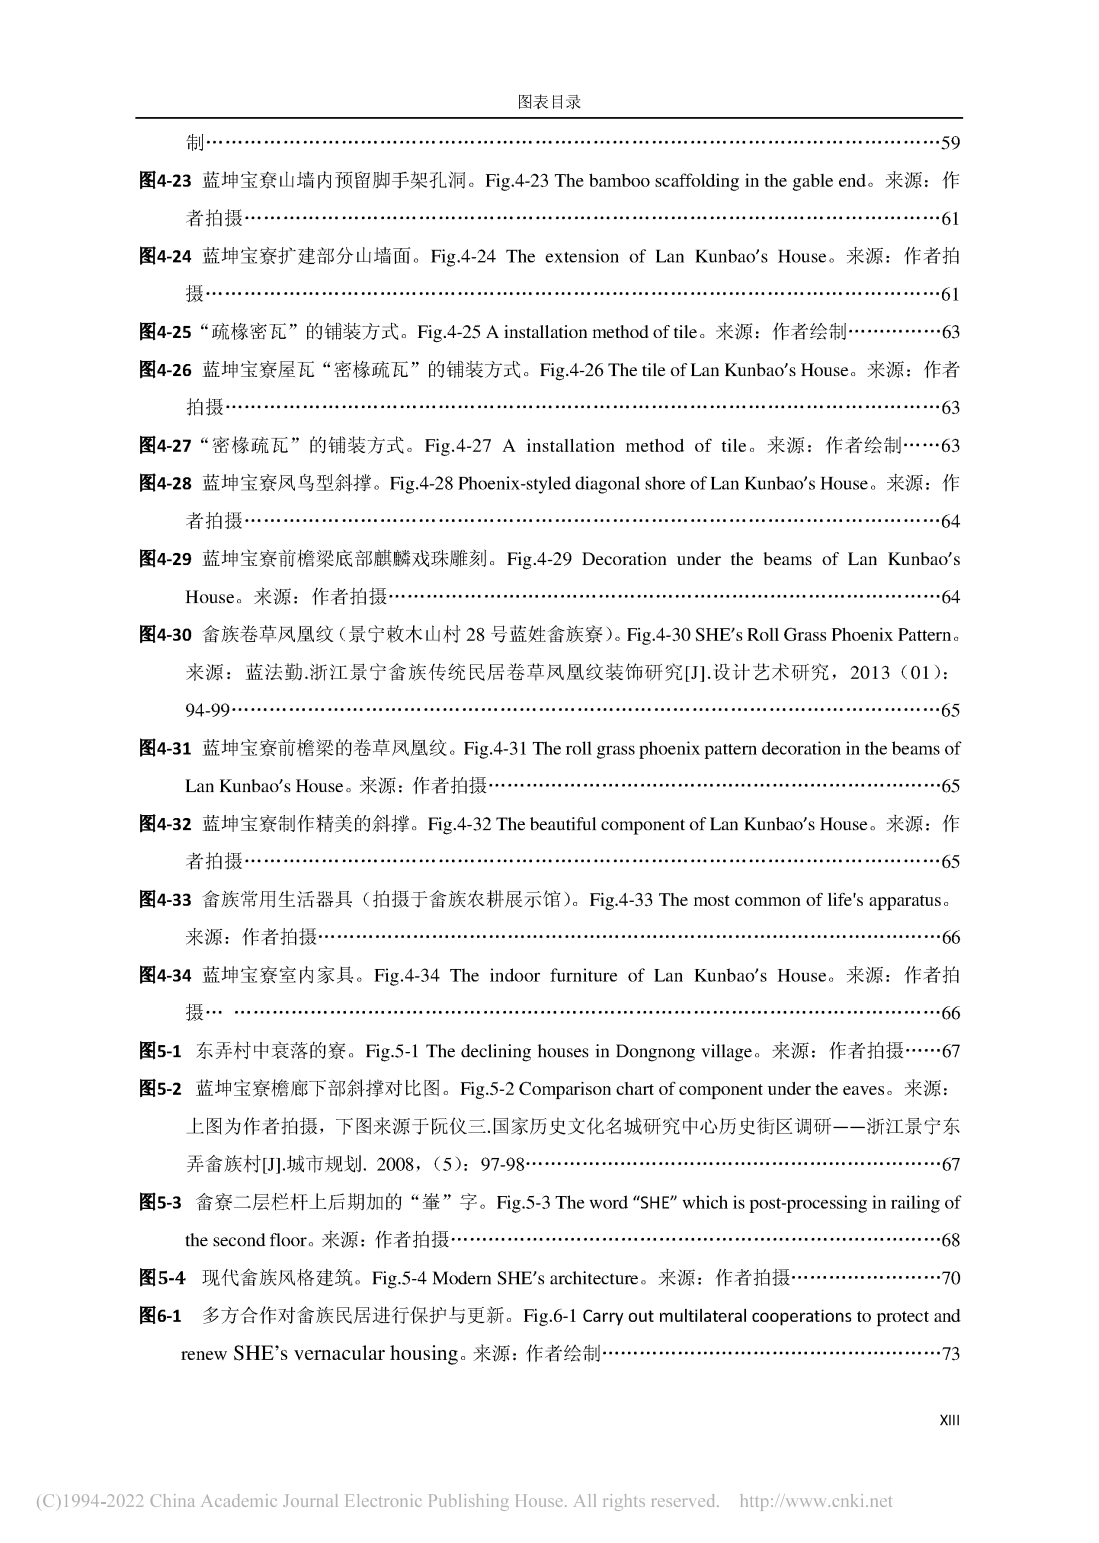 图表目录
制……………………………………………………………………………………………………59
图4-23 蓝坤宝寮山墙内预留脚手架孔洞。Fig.4-23 The bamboo scaffolding in the gable end。来源：作
者拍摄………………………………………………………………………………………………61
图4-24 蓝坤宝寮扩建部分山墙面。Fig.4-24 The extension of Lan Kunbao’s House。来源：作者拍
摄……………………………………………………………………………………………………61
图4-25“疏椽密瓦”的铺装方式。Fig.4-25 A installation method of tile。来源：作者绘制……………63
图4-26 蓝坤宝寮屋瓦“密椽疏瓦”的铺装方式。Fig.4-26 The tile of Lan Kunbao’s House。来源：作者
拍摄…………………………………………………………………………………………………63
图4-27“密椽疏瓦”的铺装方式。Fig.4-27 A installation method of tile。来源：作者绘制……63
图4-28 蓝坤宝寮凤鸟型斜撑。Fig.4-28 Phoenix-styled diagonal shore of Lan Kunbao’s House。来源：作
者拍摄………………………………………………………………………………………………64
图4-29 蓝坤宝寮前檐梁底部麒麟戏珠雕刻。Fig.4-29 Decoration under the beams of Lan Kunbao’s
House。来源：作者拍摄……………………………………………………………………………64
图4-30 畲族卷草凤凰纹（景宁敕木山村 28 号蓝姓畲族寮）。Fig.4-30 SHE’s Roll Grass Phoenix Pattern。
来源：蓝法勤.浙江景宁畲族传统民居卷草凤凰纹装饰研究[J].设计艺术研究，2013（01）：
94-99…………………………………………………………………………………………………65
图4-31 蓝坤宝寮前檐梁的卷草凤凰纹。Fig.4-31 The roll grass phoenix pattern decoration in the beams of
Lan Kunbao’s House。来源：作者拍摄………………………………………………………………65
图4-32 蓝坤宝寮制作精美的斜撑。Fig.4-32 The beautiful component of Lan Kunbao’s House。来源：作
者拍摄………………………………………………………………………………………………65
图4-33 畲族常用生活器具（拍摄于畲族农耕展示馆）。Fig.4-33 The most common of life's apparatus。
来源：作者拍摄……………………………………………………………………………………66
图4-34 蓝坤宝寮室内家具。Fig.4-34 The indoor furniture of Lan Kunbao’s House。来源：作者拍
摄… …………………………………………………………………………………………………66
图5-1 东弄村中衰落的寮。Fig.5-1 The declining houses in Dongnong village。来源：作者拍摄……67
图5-2 蓝坤宝寮檐廊下部斜撑对比图。Fig.5-2 Comparison chart of component under the eaves。来源：
上图为作者拍摄，下图来源于阮仪三.国家历史文化名城研究中心历史街区调研——浙江景宁东
弄畲族村[J].城市规划. 2008，（5）：97-98…………………………………………………………67
图5-3 畲寮二层栏杆上后期加的“軬”字。Fig.5-3 The word “SHE” which is post-processing in railing of
the second floor。来源：作者拍摄……………………………………………………………………68
图5-4 现代畲族风格建筑。Fig.5-4 Modern SHE’s architecture。来源：作者拍摄……………………70
图6-1 多方合作对畲族民居进行保护与更新。Fig.6-1 Carry out multilateral cooperations to protect and
renew SHE’s vernacular housing。来源：作者绘制………………………………………………73
XIII
(C)1994-2022 China Academic Journal Electronic Publishing House. All rights reserved. http://www.cnki.net